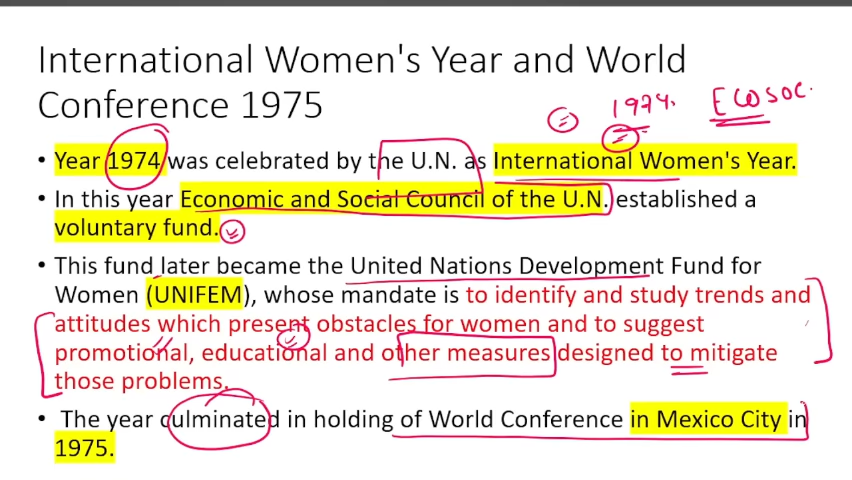 International Women's Year and World
Conference 1975
1974. ECOSOC.
• Year 1974 was celebrated by the U.N. as International Women's Year.
• In this year Economic and Social Council of the U.N. established a
voluntary fund.
• This fund later became the United Nations Development Fund for
Women (UNIFEM), whose mandate is to identify and study trends and
attitudes which present obstacles for women and to suggest
promotional, educational and other measures designed to mitigate
those problems.
• The year culminated in holding of World Conference in Mexico City in
1975.